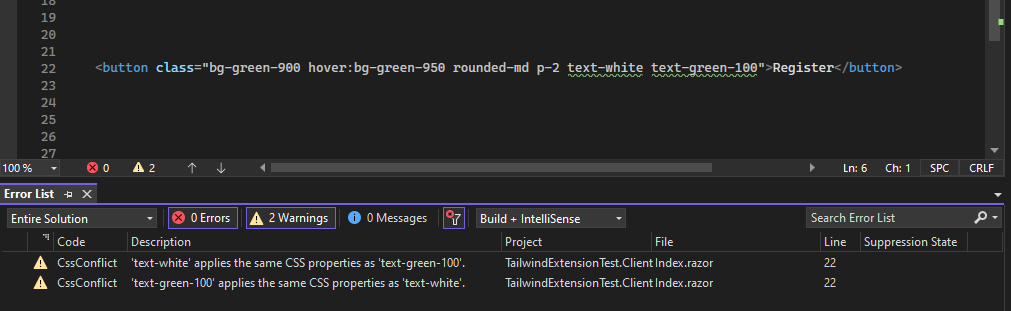 18
19
20
21
22 <button class="bg-green-900 hover:bg-green-950 rounded-md p-2 text-white text-green-100">Register</button>
23
24
25
26
27
100 % 0 2 Ln: 6 Ch: 1 SPC CRLF
Error List
Entire Solution 0 Errors 2 Warnings 0 Messages Build + IntelliSense Search Error List
Code Description Project File Line Suppression State
CssConflict 'text-white' applies the same CSS properties as 'text-green-100'. TailwindExtensionTest.Client Index.razor 22
CssConflict 'text-green-100' applies the same CSS properties as 'text-white'. TailwindExtensionTest.Client Index.razor 22